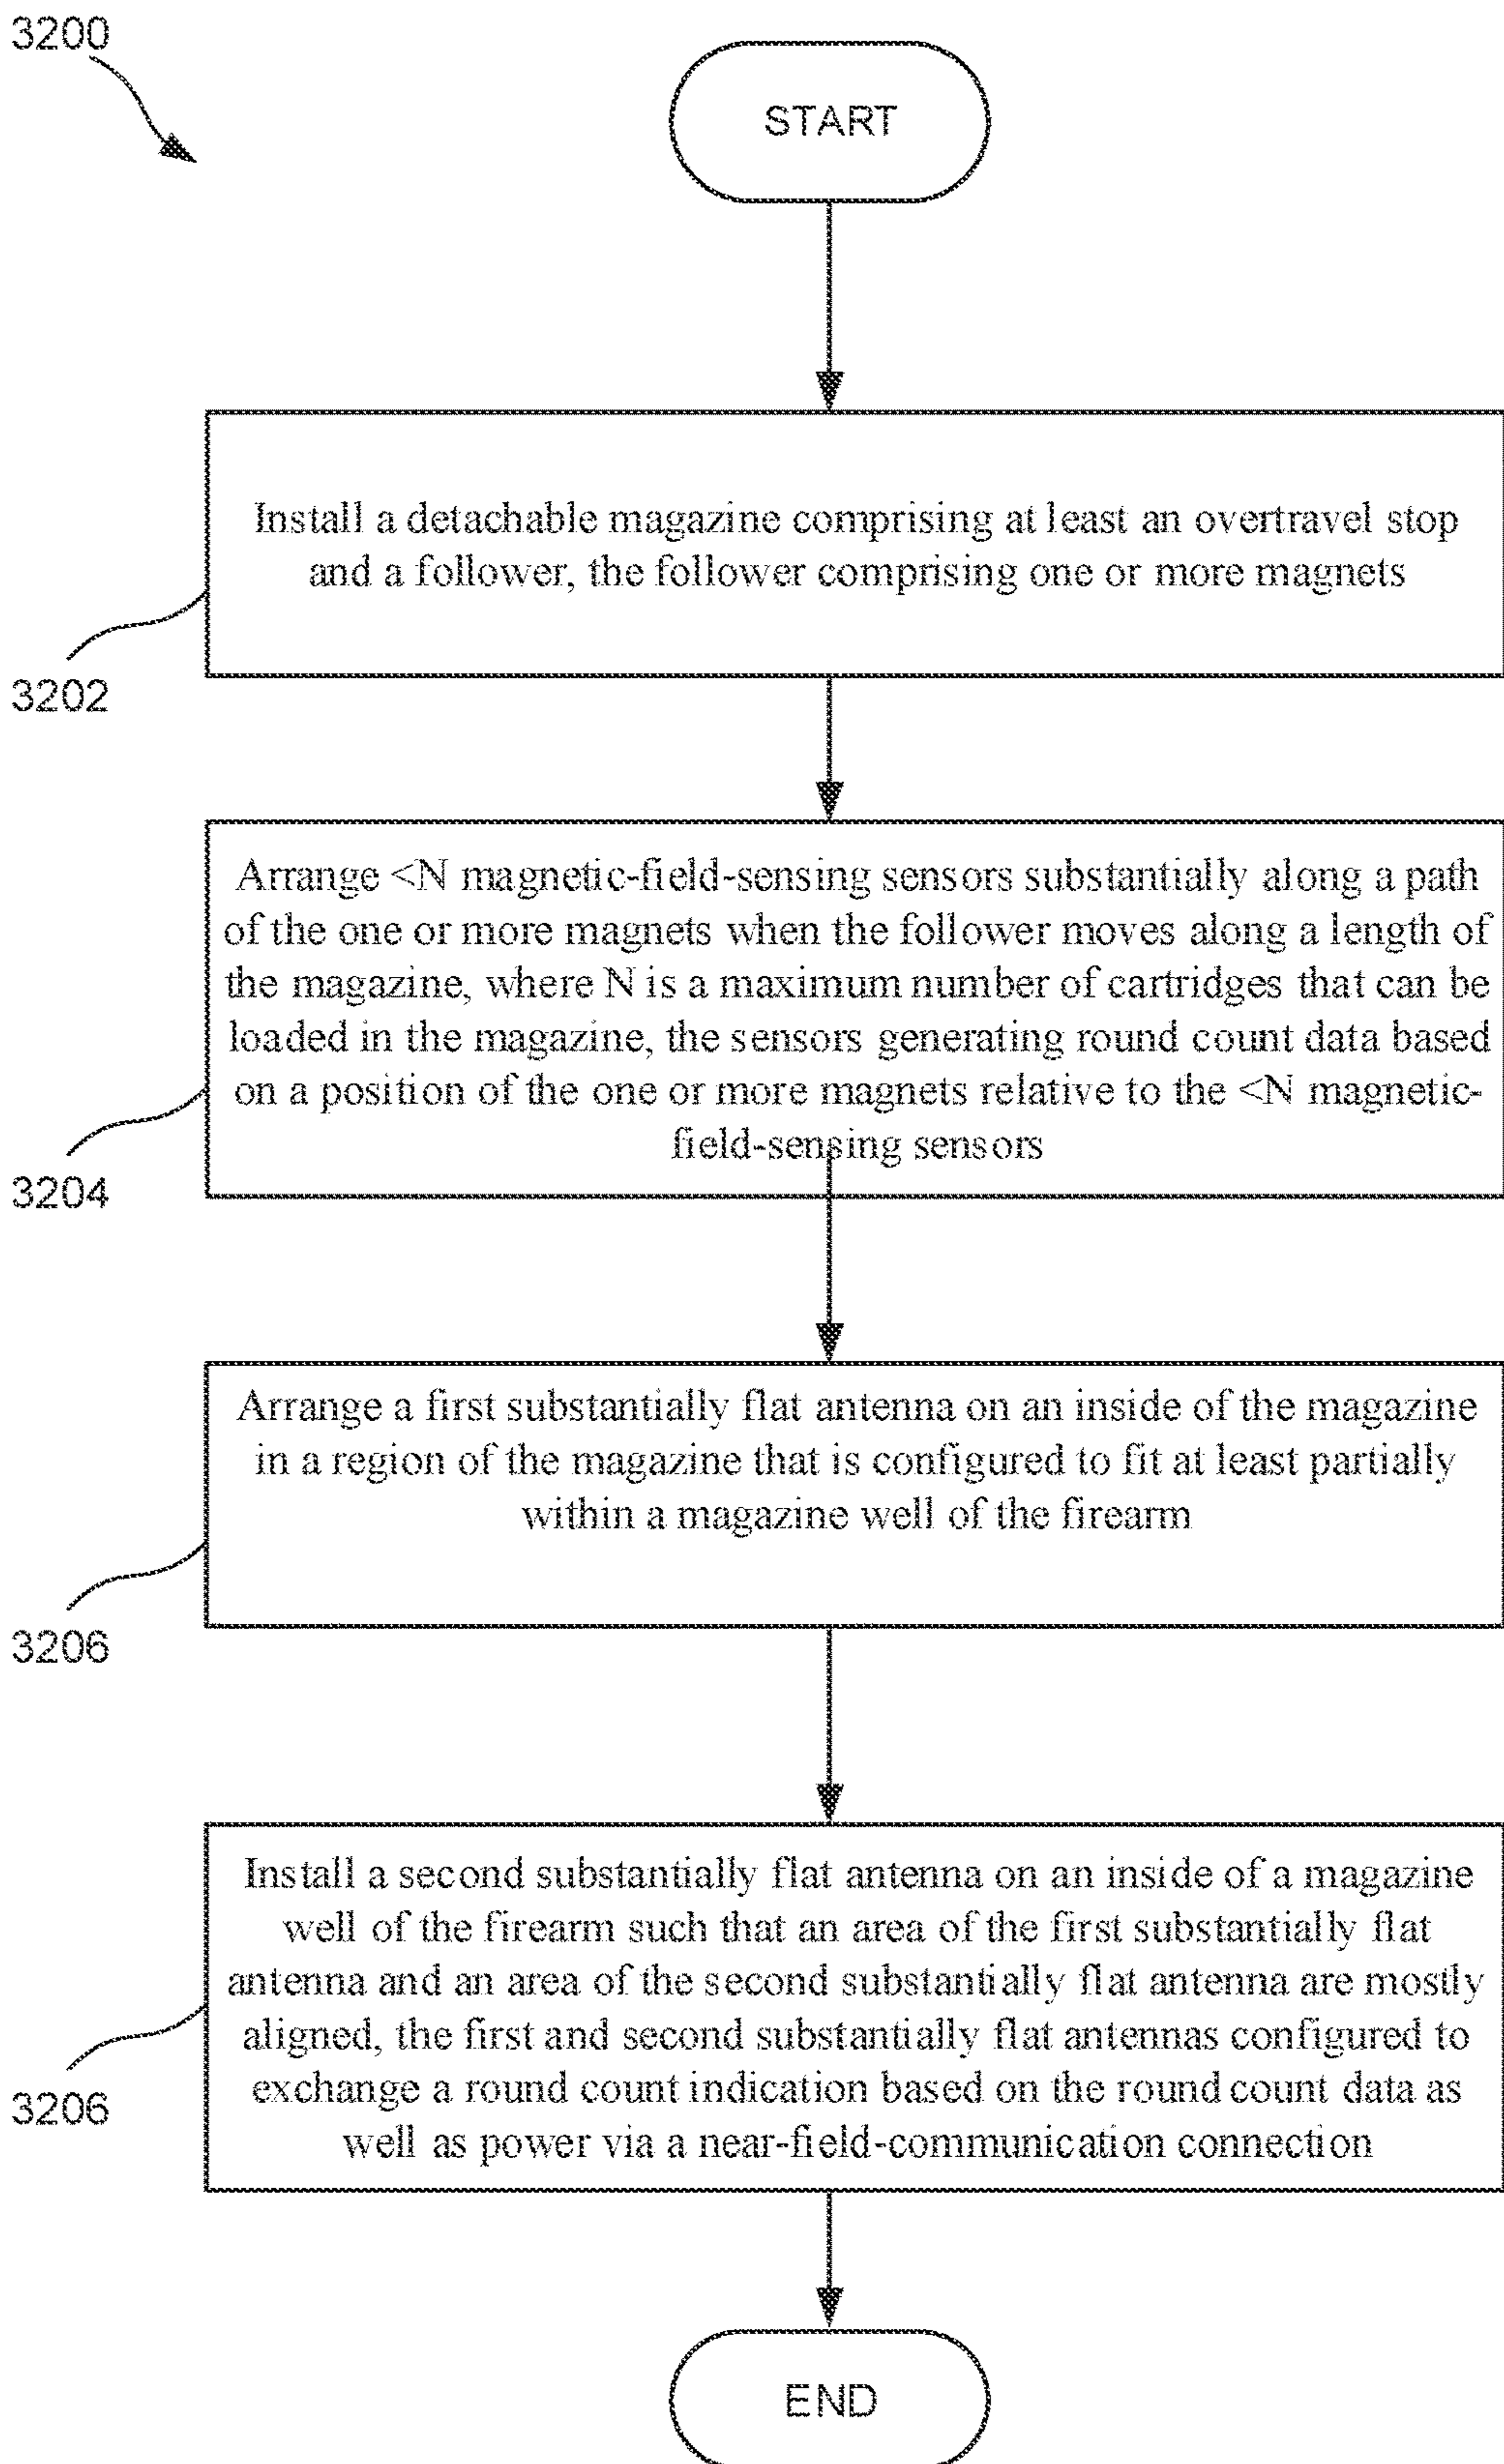 3200
START
Install a detachable magazine comprising at least an overtravel stop
and a follower, the follower comprising one or more magnets
3202
Arrange <N magnetic-field-sensing sensors substantially along a path
of the one or more magnets when the follower moves along a length of
the magazine, where N is a maximum number of cartridges that can be
loaded in the magazine, the sensors generating round count data based
on a position of the one or more magnets relative to the <N magnetic-
field-sensing sensors
3204
Arrange a first substantially flat antenna on an inside of the magazine
in a region of the magazine that is configured to fit at least partially
within a magazine well of the firearm
3206
Install a second substantially flat antenna on an inside of a magazine
well of the firearm such that an area of the first substantially flat
antenna and an area of the second substantially flat antenna are mostly
aligned, the first and second substantially flat antennas configured to
exchange a round count indication based on the round count data as
well as power via a near-field-communication connection
3206
END